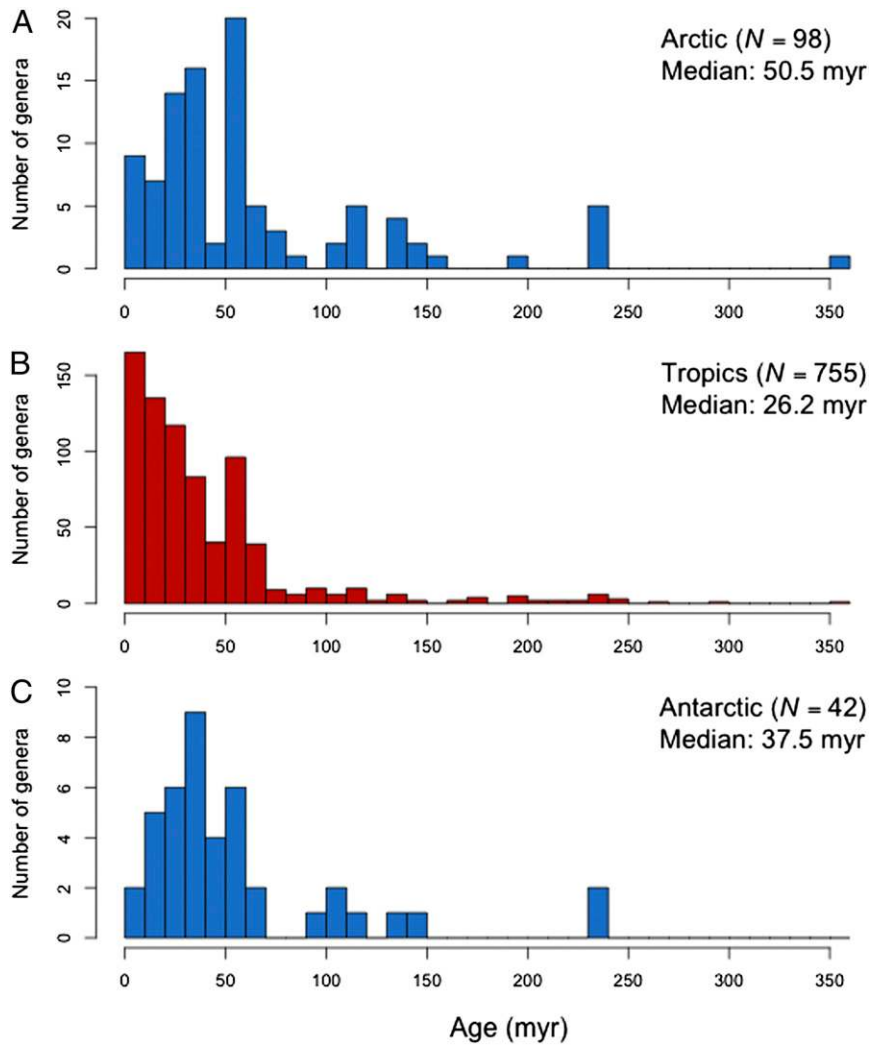 A
Arctic (N = 98)
Median: 50.5 myr
Number of genera
20
15
10
5
0
0 50 100 150 200 250 300 350
B
Tropics (N = 755)
Median: 26.2 myr
Number of genera
150
100
50
0
0 50 100 150 200 250 300 350
C
Antarctic (N = 42)
Median: 37.5 myr
Number of genera
10
8
6
4
2
0
0 50 100 150 200 250 300 350
Age (myr)